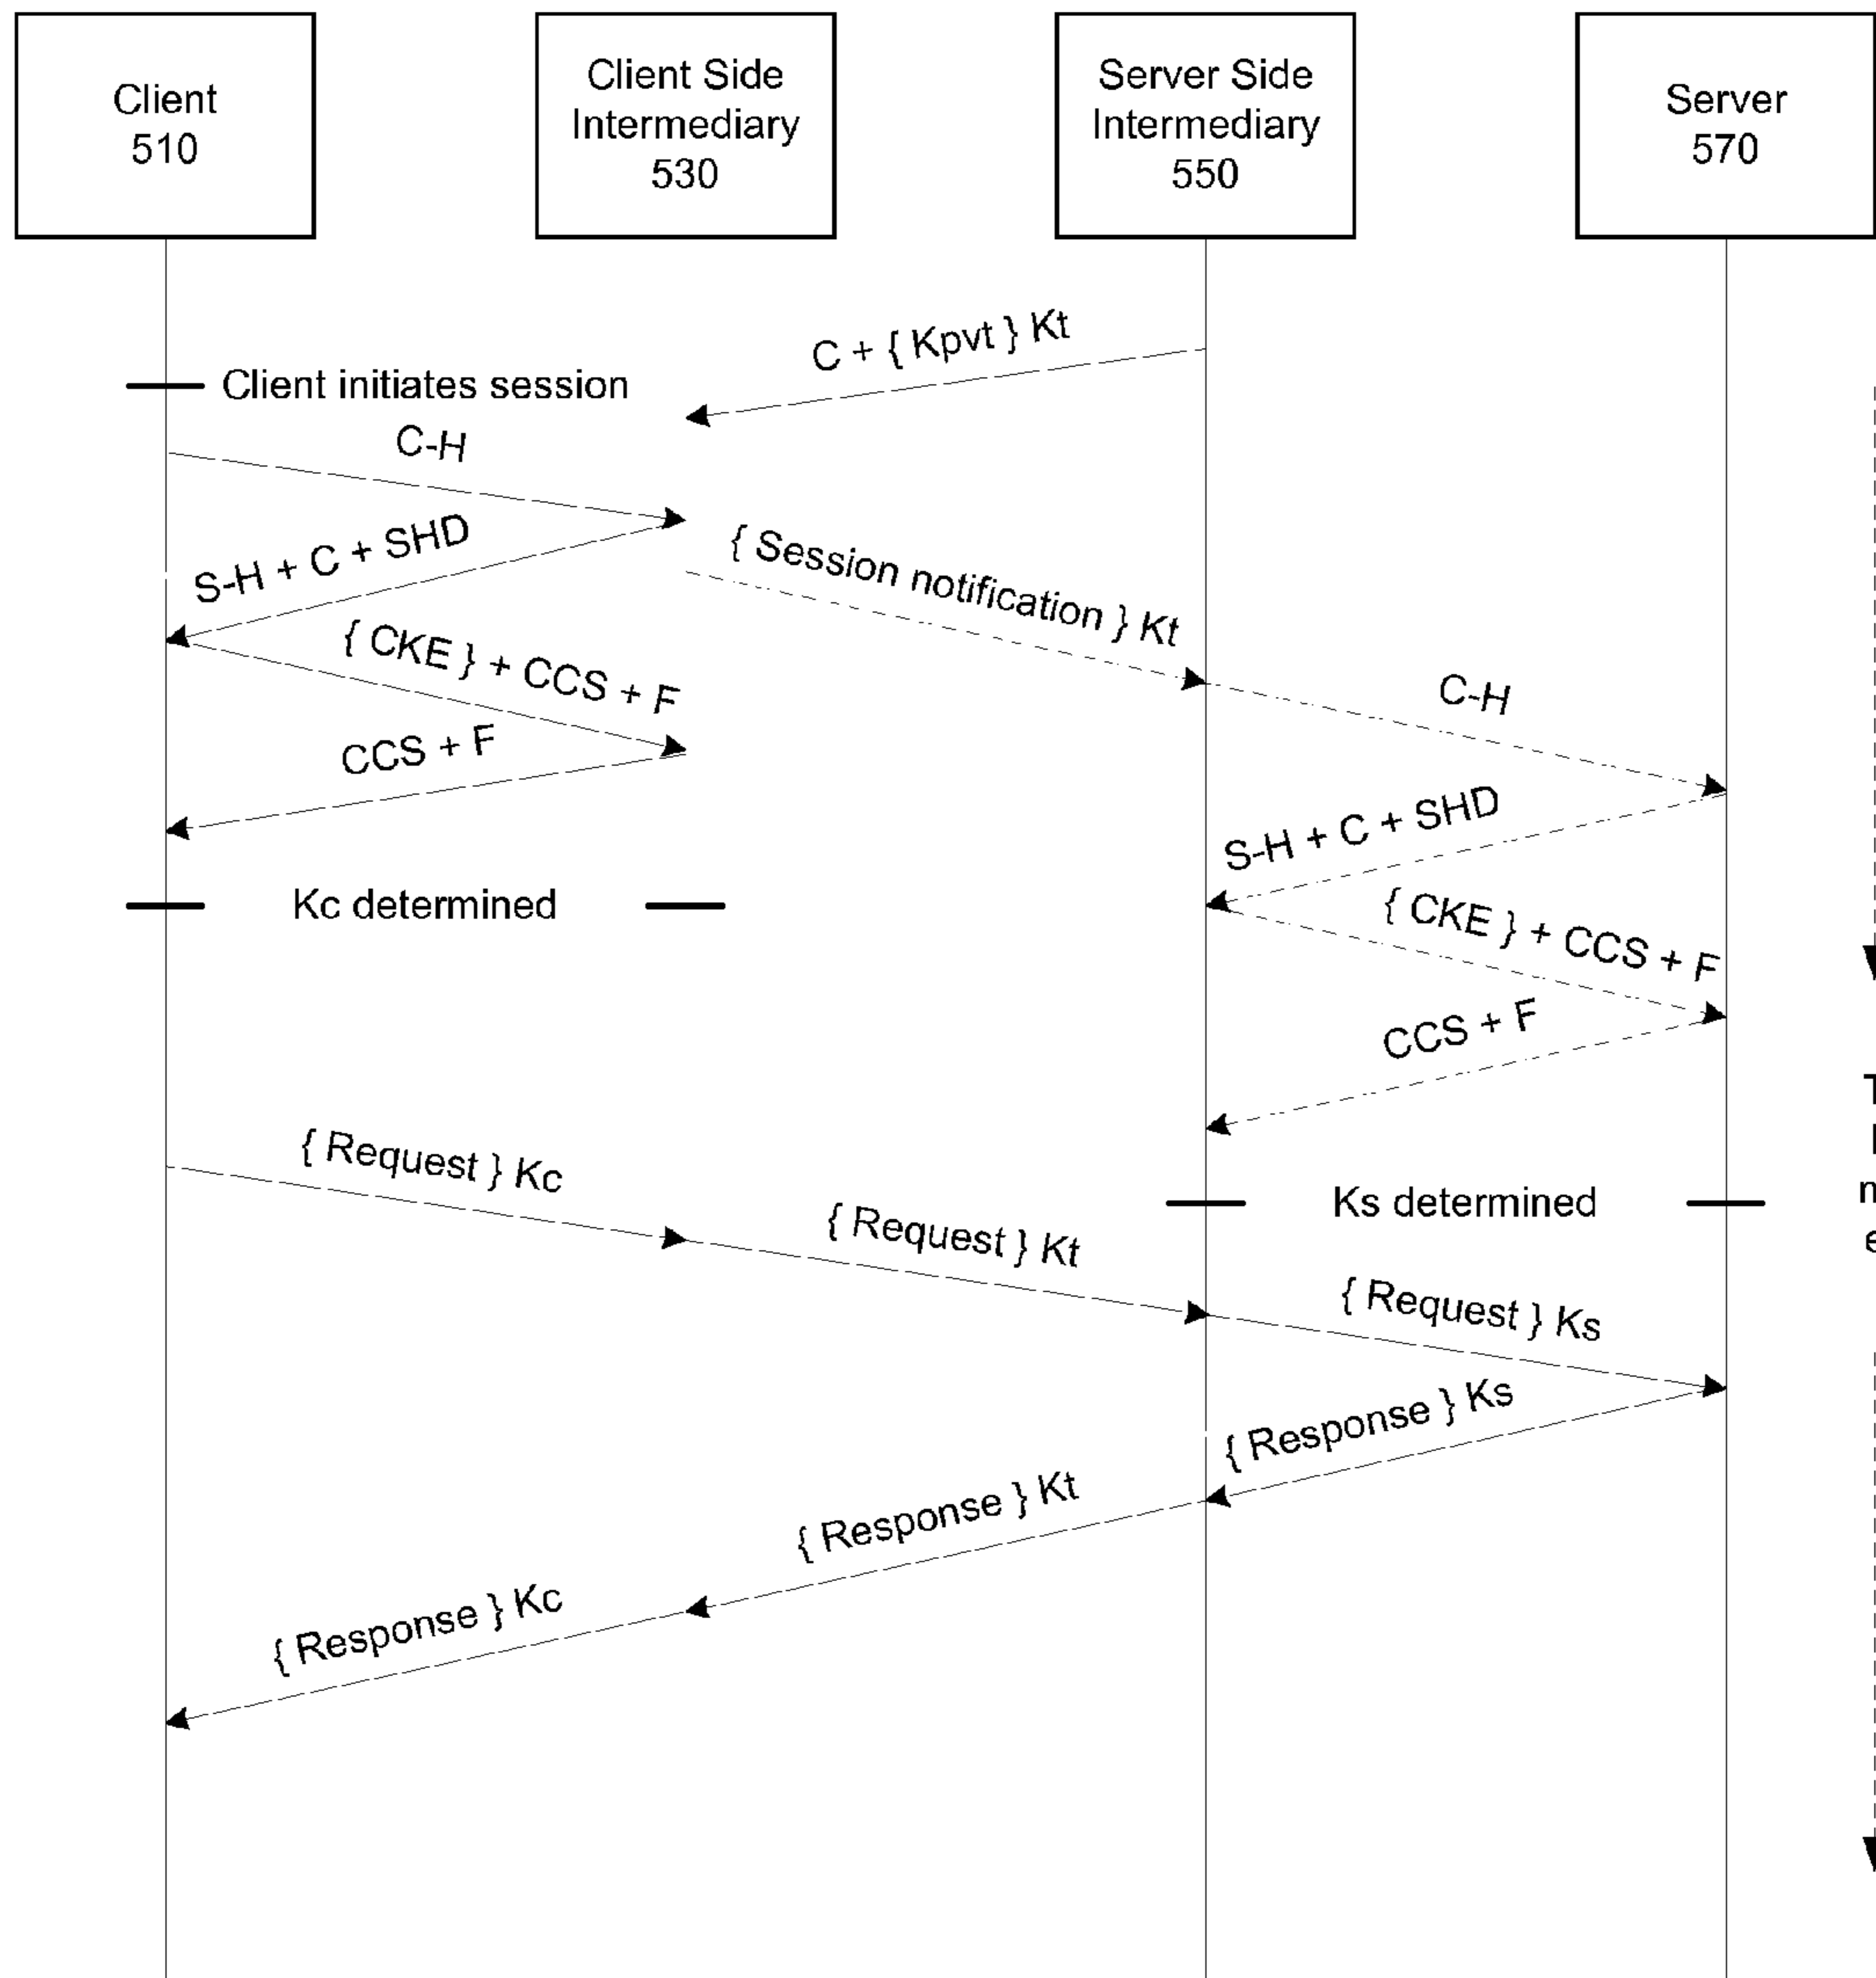 Client
510
Client Side
Intermediary
530
Server Side
Intermediary
550
Server
570
C + { Kpvt } Kt
Client initiates session
C-H
S-H + C + SHD
{ Session notification } Kt
{ CKE } + CCS + F
C-H
CCS + F
S-H + C + SHD
Kc determined
{ CKE } + CCS + F
CCS + F
{ Request } Kc
Ks determined
{ Request } Kt
{ Request } Ks
{ Response } Ks
{ Response } Kt
{ Response } Kc